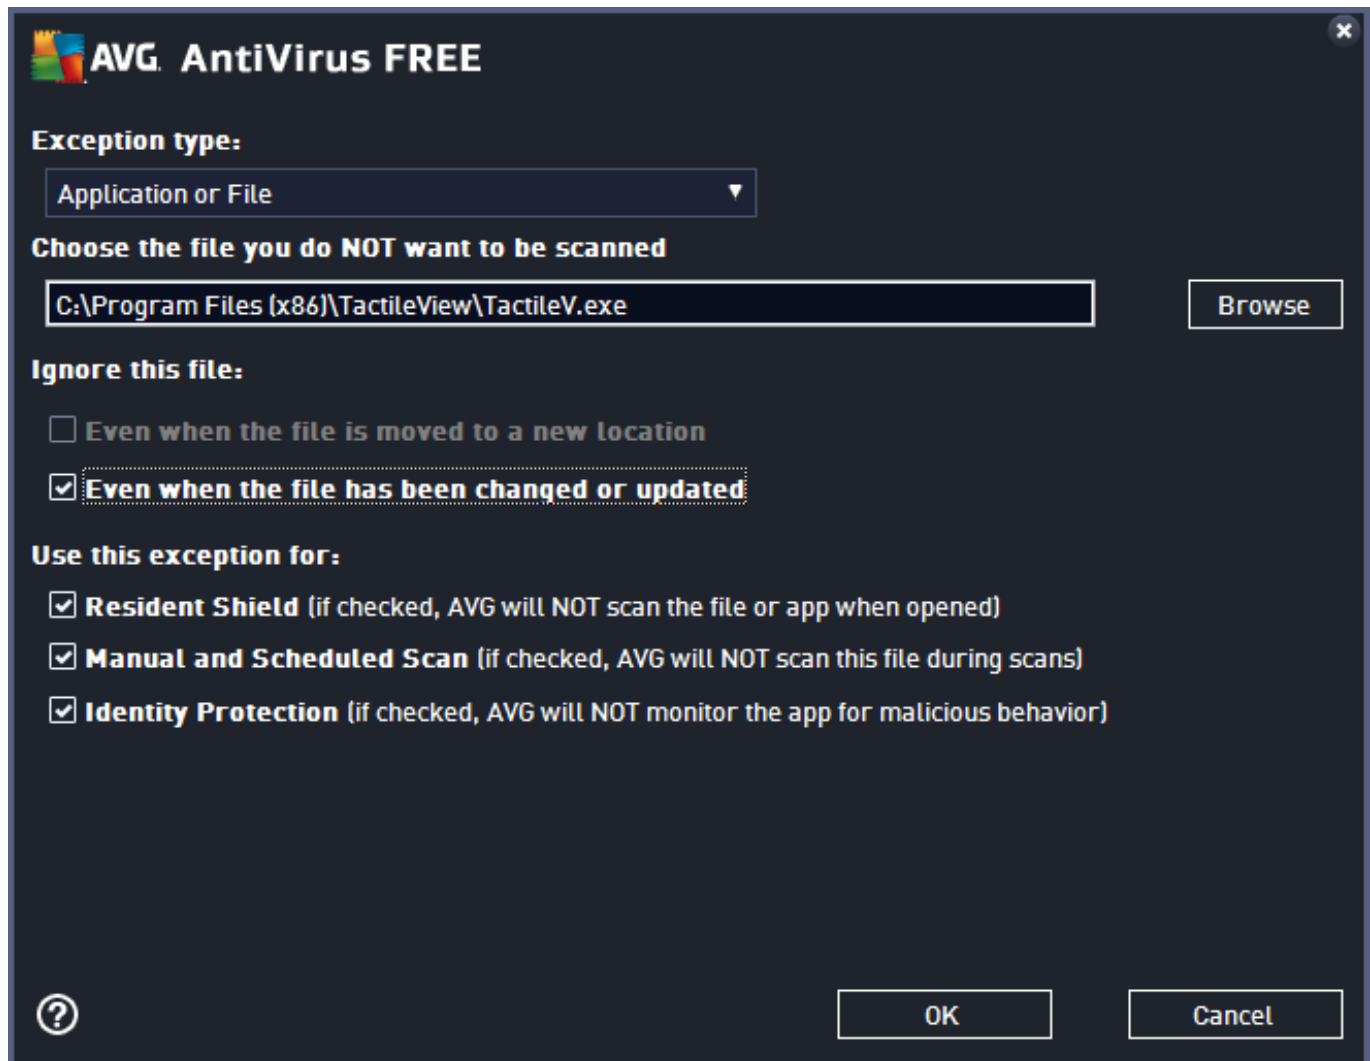 AVG. AntiVirus FREE
Exception type:
Application or File
Choose the file you do NOT want to be scanned
C:\Program Files (x86)\TactileView\TactileV.exe
Browse
Ignore this file:
Even when the file is moved to a new location
Even when the file has been changed or updated
Use this exception for:
Resident Shield (if checked, AVG will NOT scan the file or app when opened)
Manual and Scheduled Scan (if checked, AVG will NOT scan this file during scans)
Identity Protection (if checked, AVG will NOT monitor the app for malicious behavior)
? OK Cancel